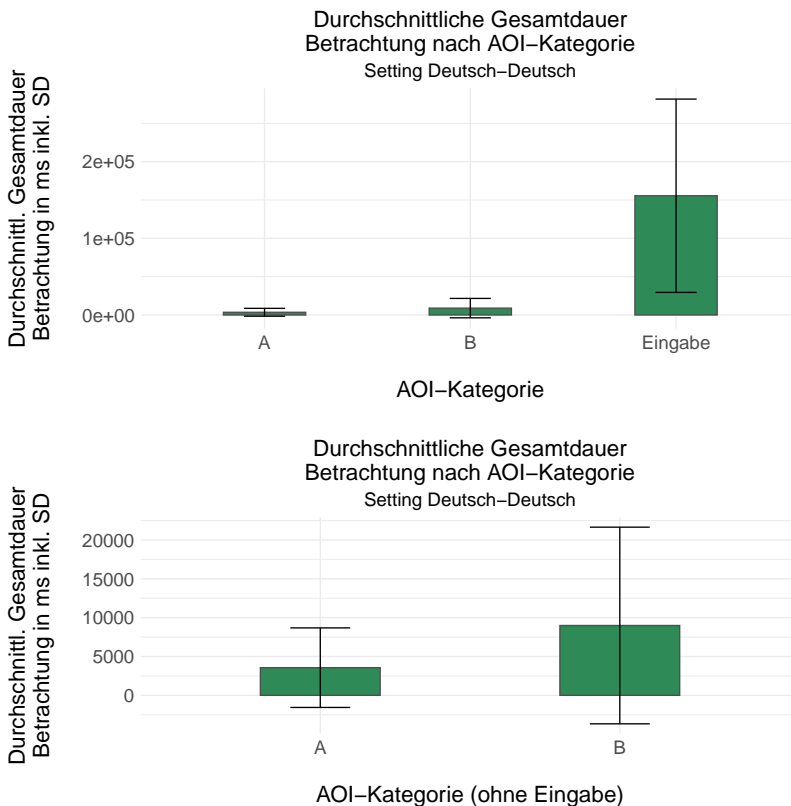 Durchschnittliche Gesamtdauer
Betrachtung nach AOI−Kategorie
Setting Deutsch−Deutsch
Durchschnittl. Gesamtdauer
Betrachtung in ms inkl. SD
2e+05
1e+05
0e+00
A
B
Eingabe
AOI−Kategorie
Durchschnittliche Gesamtdauer
Betrachtung nach AOI−Kategorie
Setting Deutsch−Deutsch
Durchschnittl. Gesamtdauer
Betrachtung in ms inkl. SD
20000
15000
10000
5000
0
A
B
AOI−Kategorie (ohne Eingabe)